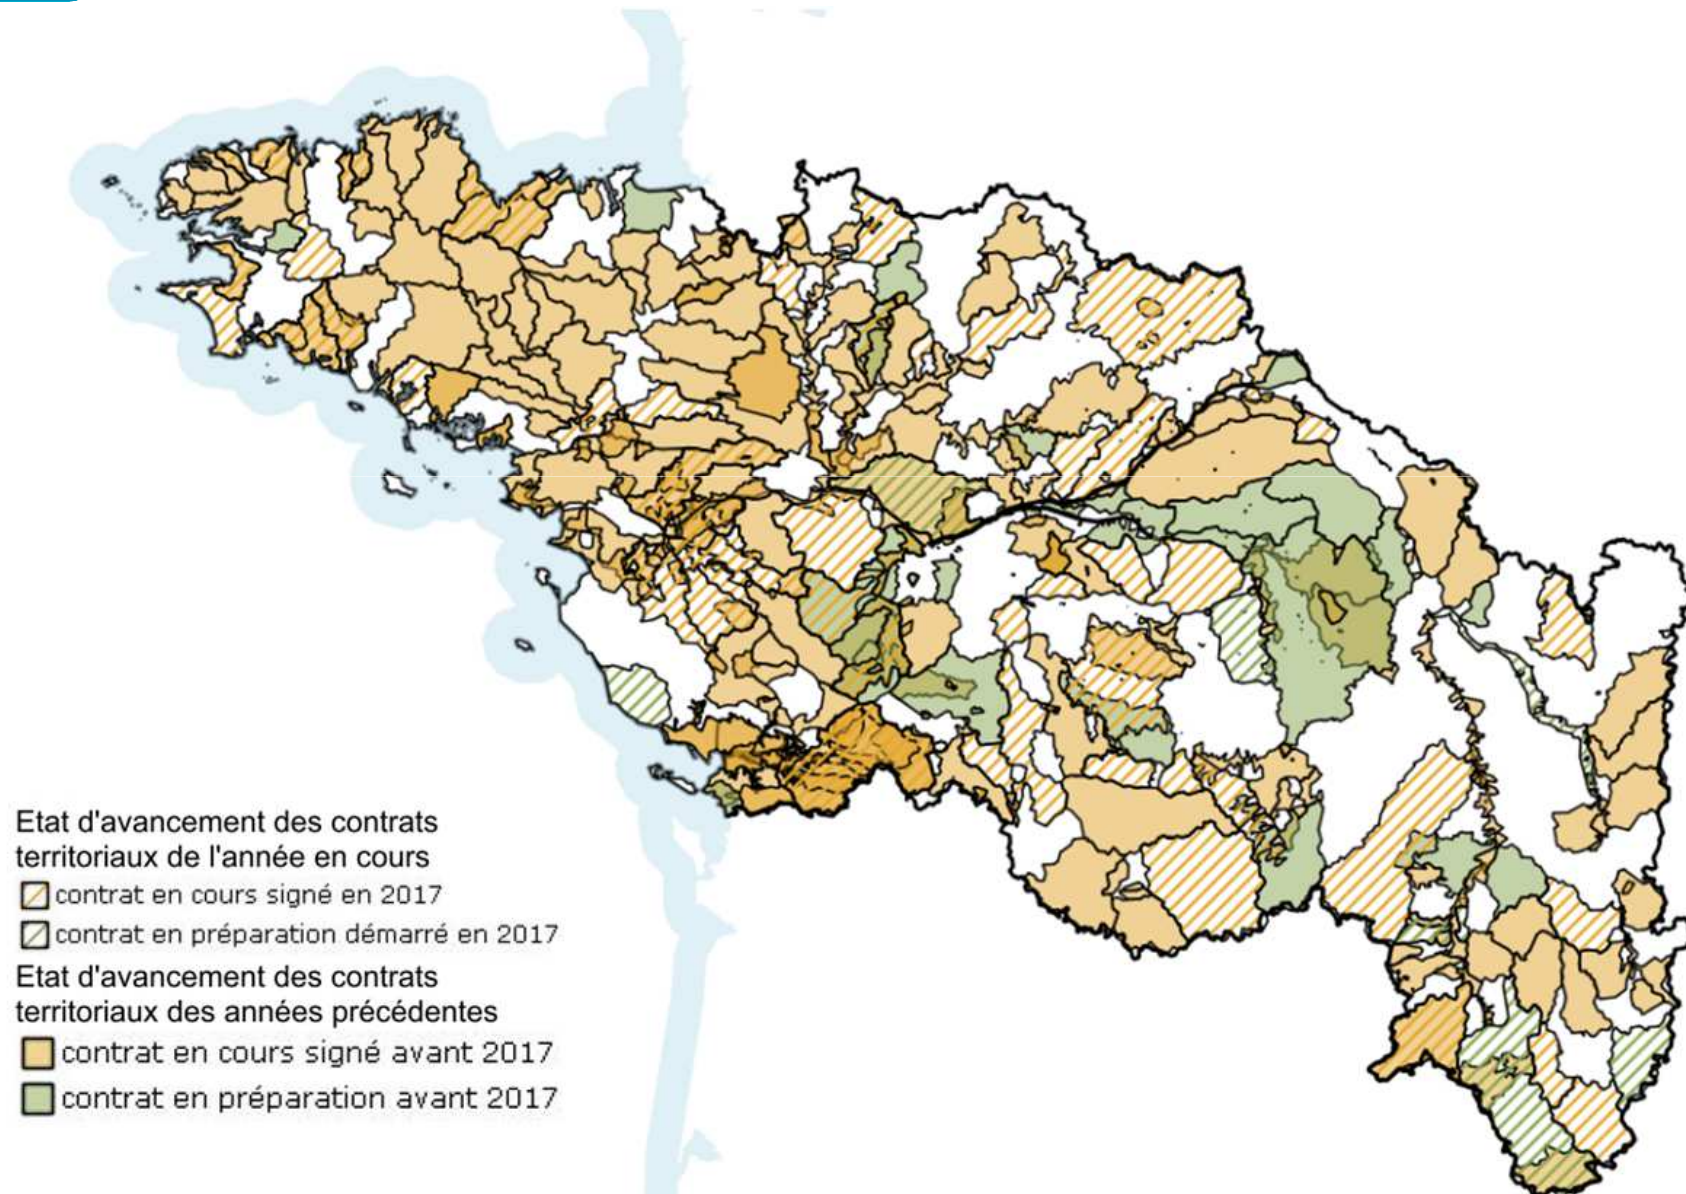 Etat d'avancement des contrats
territoriaux de l'année en cours
contrat en cours signé en 2017
contrat en préparation démarré en 2017
Etat d'avancement des contrats
territoriaux des années précédentes
contrat en cours signé avant 2017
contrat en préparation avant 2017